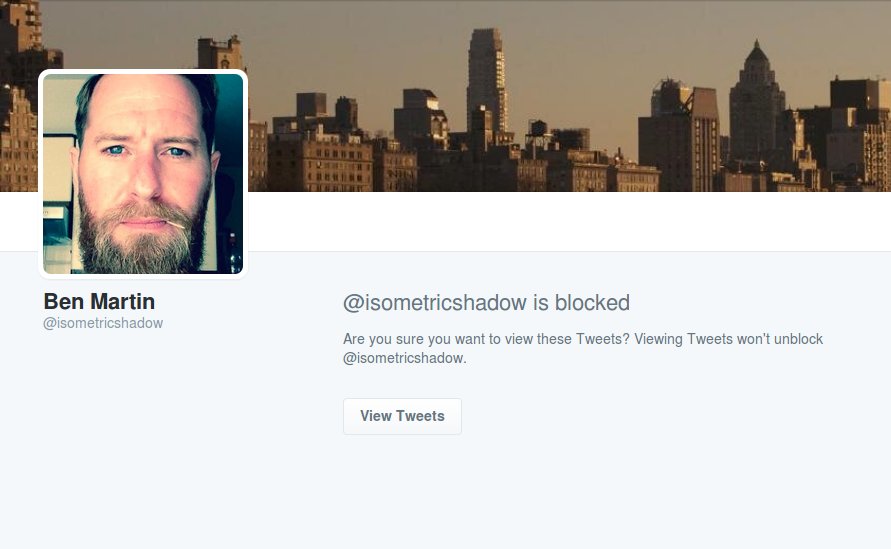 Ben Martin
@isometricshadow
@isometricshadow is blocked
Are you sure you want to view these Tweets? Viewing Tweets won't unblock
@isometricshadow.
View Tweets